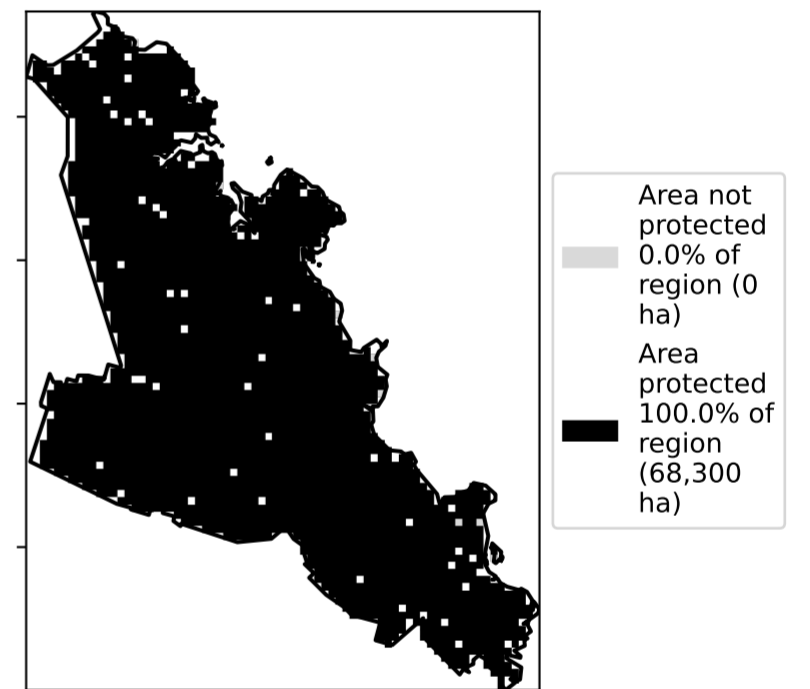 Area not
protected
0.0% of
region (0
ha)
Area
protected
100.0% of
region
(68,300
ha)